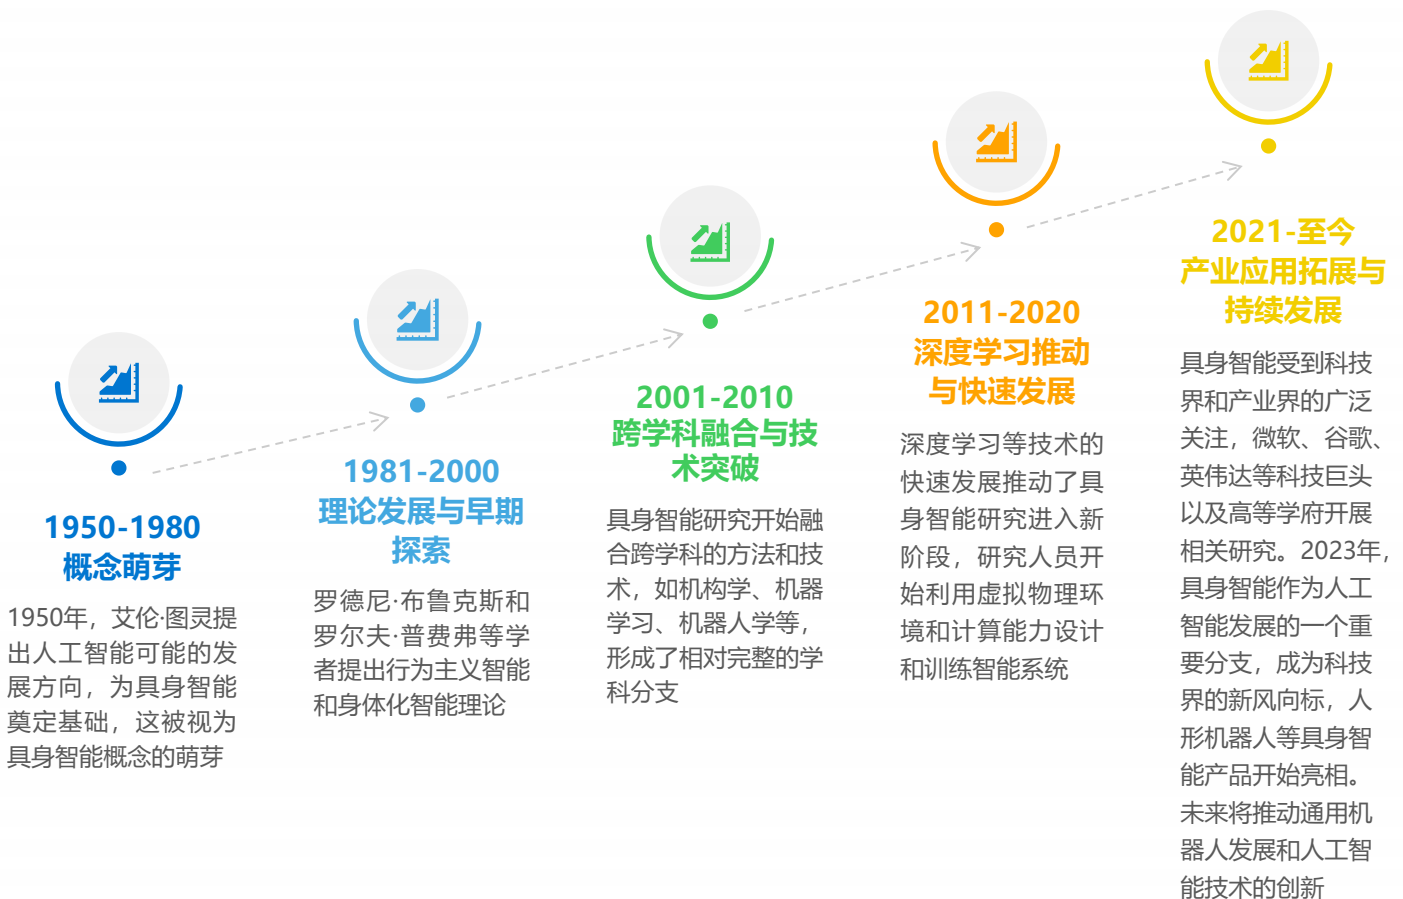 1950-1980
概念萌芽
1950年，艾伦·图灵提
出人工智能可能的发
展方向，为具身智能
奠定基础，这被视为
具身智能概念的萌芽
1981-2000
理论发展与早期
探索
罗德尼·布鲁克斯和
罗尔夫·普费弗等学
者提出行为主义智能
和身体化智能理论
2001-2010
跨学科融合与技
术突破
具身智能研究开始融
合跨学科的方法和技
术，如机构学、机器
学习、机器人学等，
形成了相对完整的学
科分支
2011-2020
深度学习推动
与快速发展
深度学习等技术的
快速发展推动了具
身智能研究进入新
阶段，研究人员开
始利用虚拟物理环
境和计算能力设计
和训练智能系统
2021-至今
产业应用拓展与
持续发展
具身智能受到科技
界和产业界的广泛
关注，微软、谷歌、
英伟达等科技巨头
以及高等学府开展
相关研究。2023年，
具身智能作为人工
智能发展的一个重
要分支，成为科技
界的新风向标，人
形机器人等具身智
能产品开始亮相。
未来将推动通用机
器人发展和人工智
能技术的创新